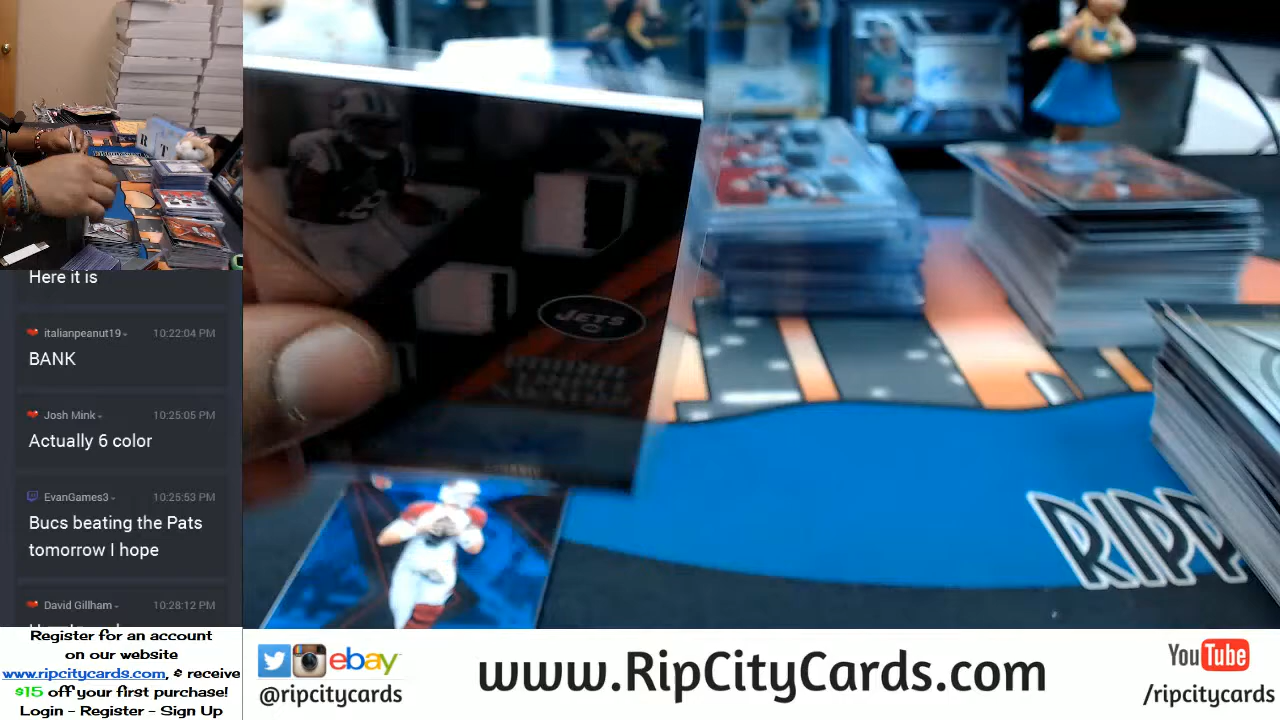 Here it is
italianpeanut19
10:22:04 PM
BANK
Josh Mink
10:25:05 PM
Actually 6 color
EvanGames3
10:25:53 PM
Bucs beating the Pats
tomorrow I hope
David Gillham
10:28:12 PM
Register for an account
on our website
www.ripcitycards.com, & receive
$15 off your first purchase!
Login - Register - Sign Up
XR
JETS
RIPP
ebay
@ripcitycards
www.RipCityCards.com
YouTube
/ripcitycards